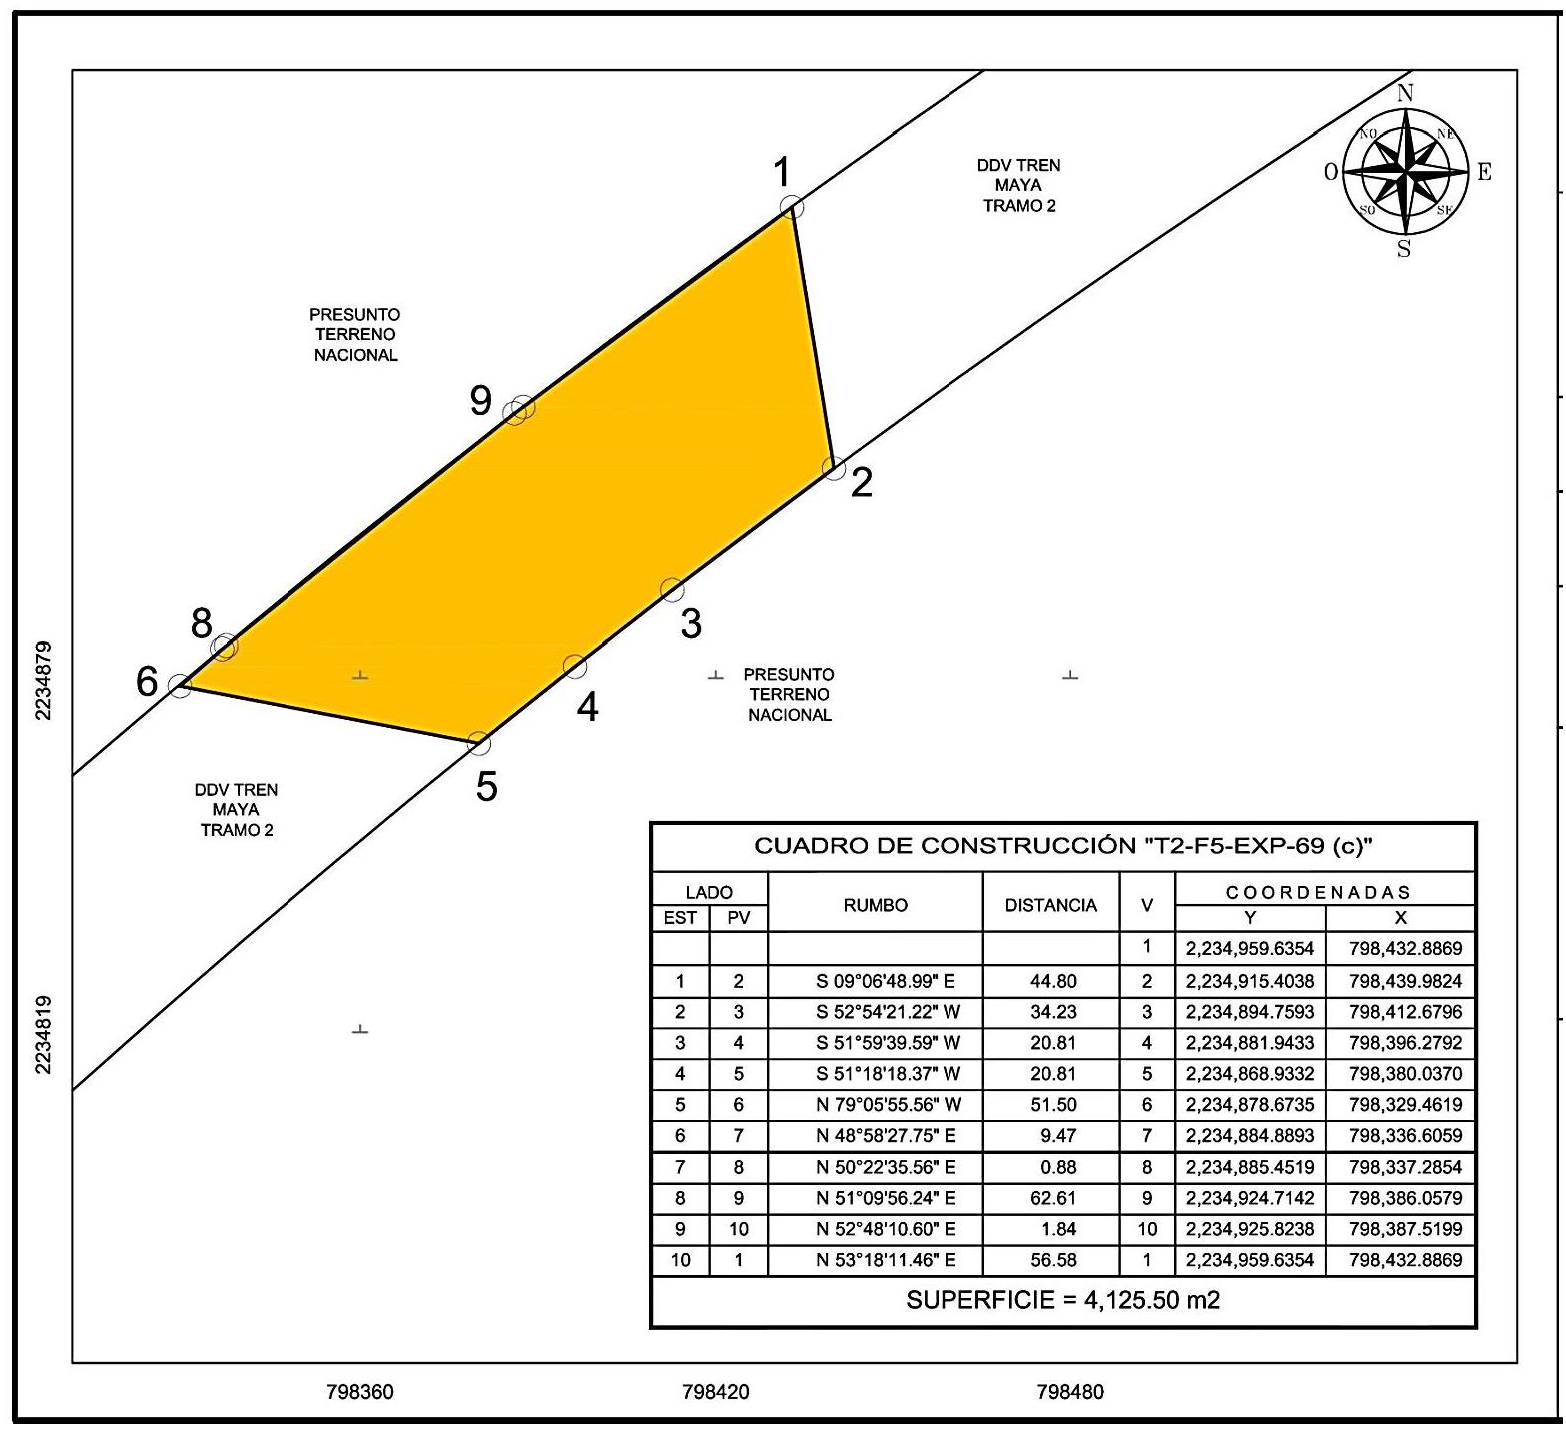 N
NO NE
O E
SO SE
S
1
DDV TREN
MAYA
TRAMO 2
PRESUNTO
TERRENO
NACIONAL
9
2
8
3
6
PRESUNTO
TERRENO
NACIONAL
4
5
DDV TREN
MAYA
TRAMO 2
2234879
2234819
CUADRO DE CONSTRUCCIÓN "T2-F5-EXP-69 (c)"
LADO RUMBO DISTANCIA V COORDENADAS
EST PV Y X
1 2,234,959.6354 798,432.8869
1 2 S 09°06'48.99" E 44.80 2 2,234,915.4038 798,439.9824
2 3 S 52°54'21.22" W 34.23 3 2,234,894.7593 798,412.6796
3 4 S 51°59'39.59" W 20.81 4 2,234,881.9433 798,396.2792
4 5 S 51°18'18.37" W 20.81 5 2,234,868.9332 798,380.0370
5 6 N 79°05'55.56" W 51.50 6 2,234,878.6735 798,329.4619
6 7 N 48°58'27.75" E 9.47 7 2,234,884.8893 798,336.6059
7 8 N 50°22'35.56" E 0.88 8 2,234,885.4519 798,337.2854
8 9 N 51°09'56.24" E 62.61 9 2,234,924.7142 798,386.0579
9 10 N 52°48'10.60" E 1.84 10 2,234,925.8238 798,387.5199
10 1 N 53°18'11.46" E 56.58 1 2,234,959.6354 798,432.8869
SUPERFICIE = 4,125.50 m2
798360 798420 798480